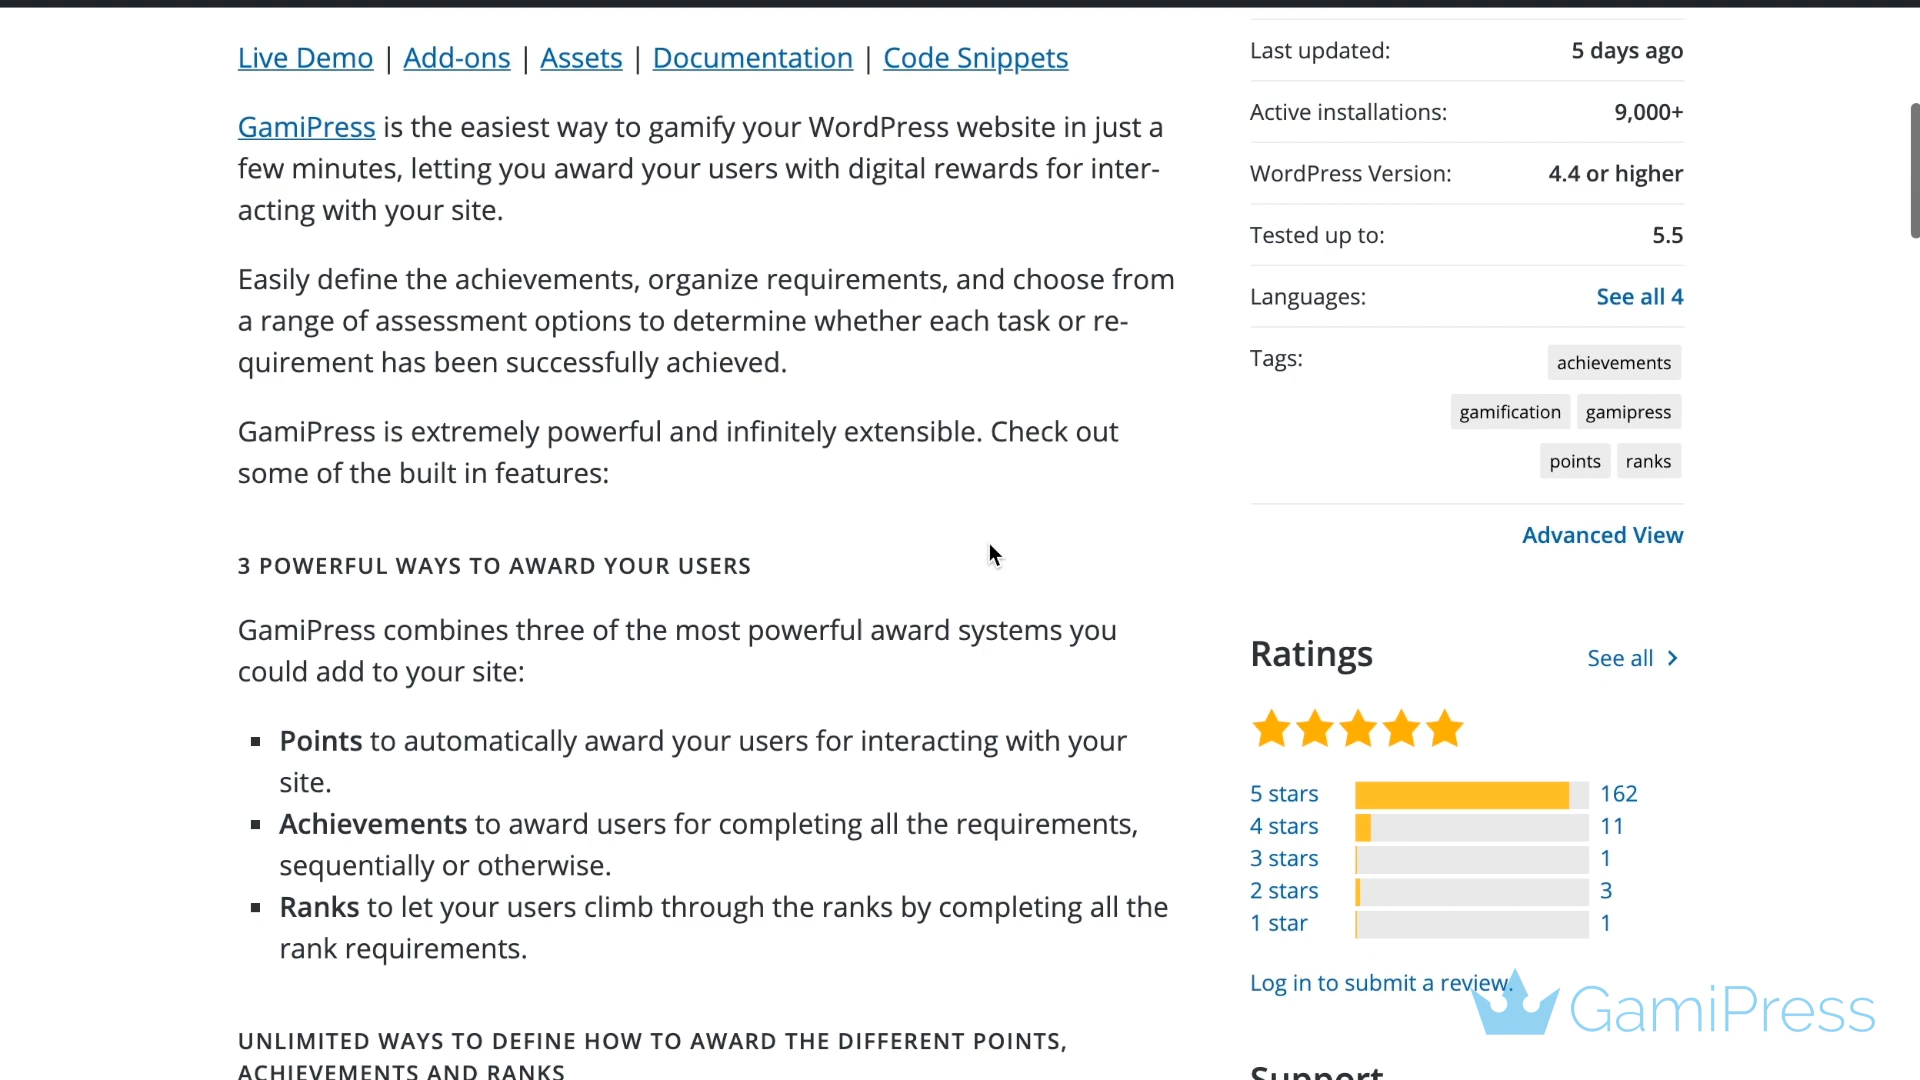 Live Demo | Add-ons | Assets | Documentation | Code Snippets
GamiPress is the easiest way to gamify your WordPress website in just a
few minutes, letting you award your users with digital rewards for inter-
acting with your site.
Easily define the achievements, organize requirements, and choose from
a range of assessment options to determine whether each task or re-
quirement has been successfully achieved.
GamiPress is extremely powerful and infinitely extensible. Check out
some of the built in features:
3 POWERFUL WAYS TO AWARD YOUR USERS
GamiPress combines three of the most powerful award systems you
could add to your site:
Points to automatically award your users for interacting with your
site.
Achievements to award users for completing all the requirements,
sequentially or otherwise.
Ranks to let your users climb through the ranks by completing all the
rank requirements.
UNLIMITED WAYS TO DEFINE HOW TO AWARD THE DIFFERENT POINTS,
ACHIEVEMENTS AND RANKS
Last updated: 5 days ago
Active installations: 9,000+
WordPress Version: 4.4 or higher
Tested up to: 5.5
Languages: See all 4
Tags: achievements
gamification gamipress
points ranks
Advanced View
Ratings See all
5 stars 162
4 stars 11
3 stars 1
2 stars 3
1 star 1
Log in to submit a review.
GamiPress
Support